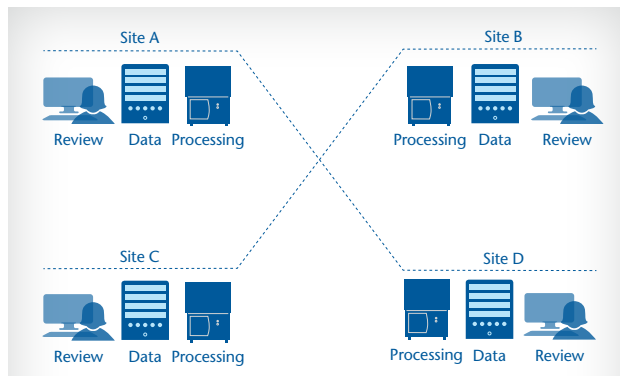 Site A
Site B
Review Data Processing
Processing Data Review
Site C
Site D
Review Data Processing
Processing Data Review